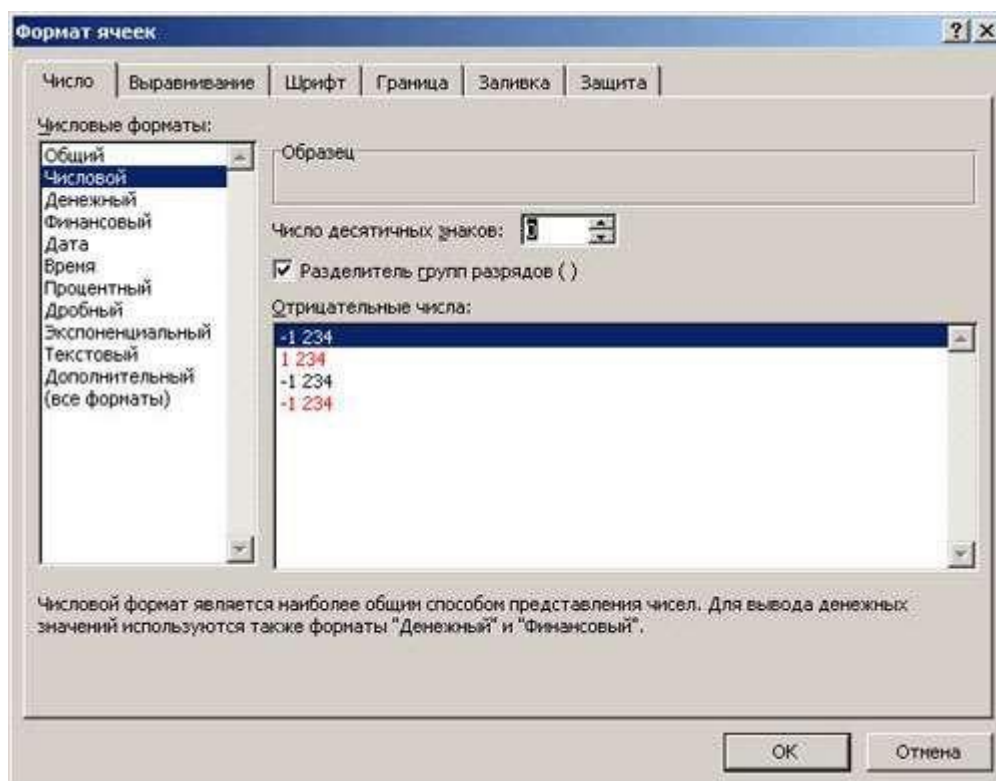 Формат ячеек
Число Выравнивание Шрифт Граница Заливка Защита
Числовые форматы:
Общий
Числовой
Денежный
Финансовый
Дата
Время
Процентный
Дробный
Экспоненциальный
Текстовый
Дополнительный
(все форматы)
Образец
Число десятичных знаков: 0
Разделитель групп разрядов ( )
Отрицательные числа:
-1 234
1 234
-1 234
-1 234
Числовой формат является наиболее общим способом представления чисел. Для вывода денежных
значений используются также форматы "Денежный" и "Финансовый".
ОК Отмена